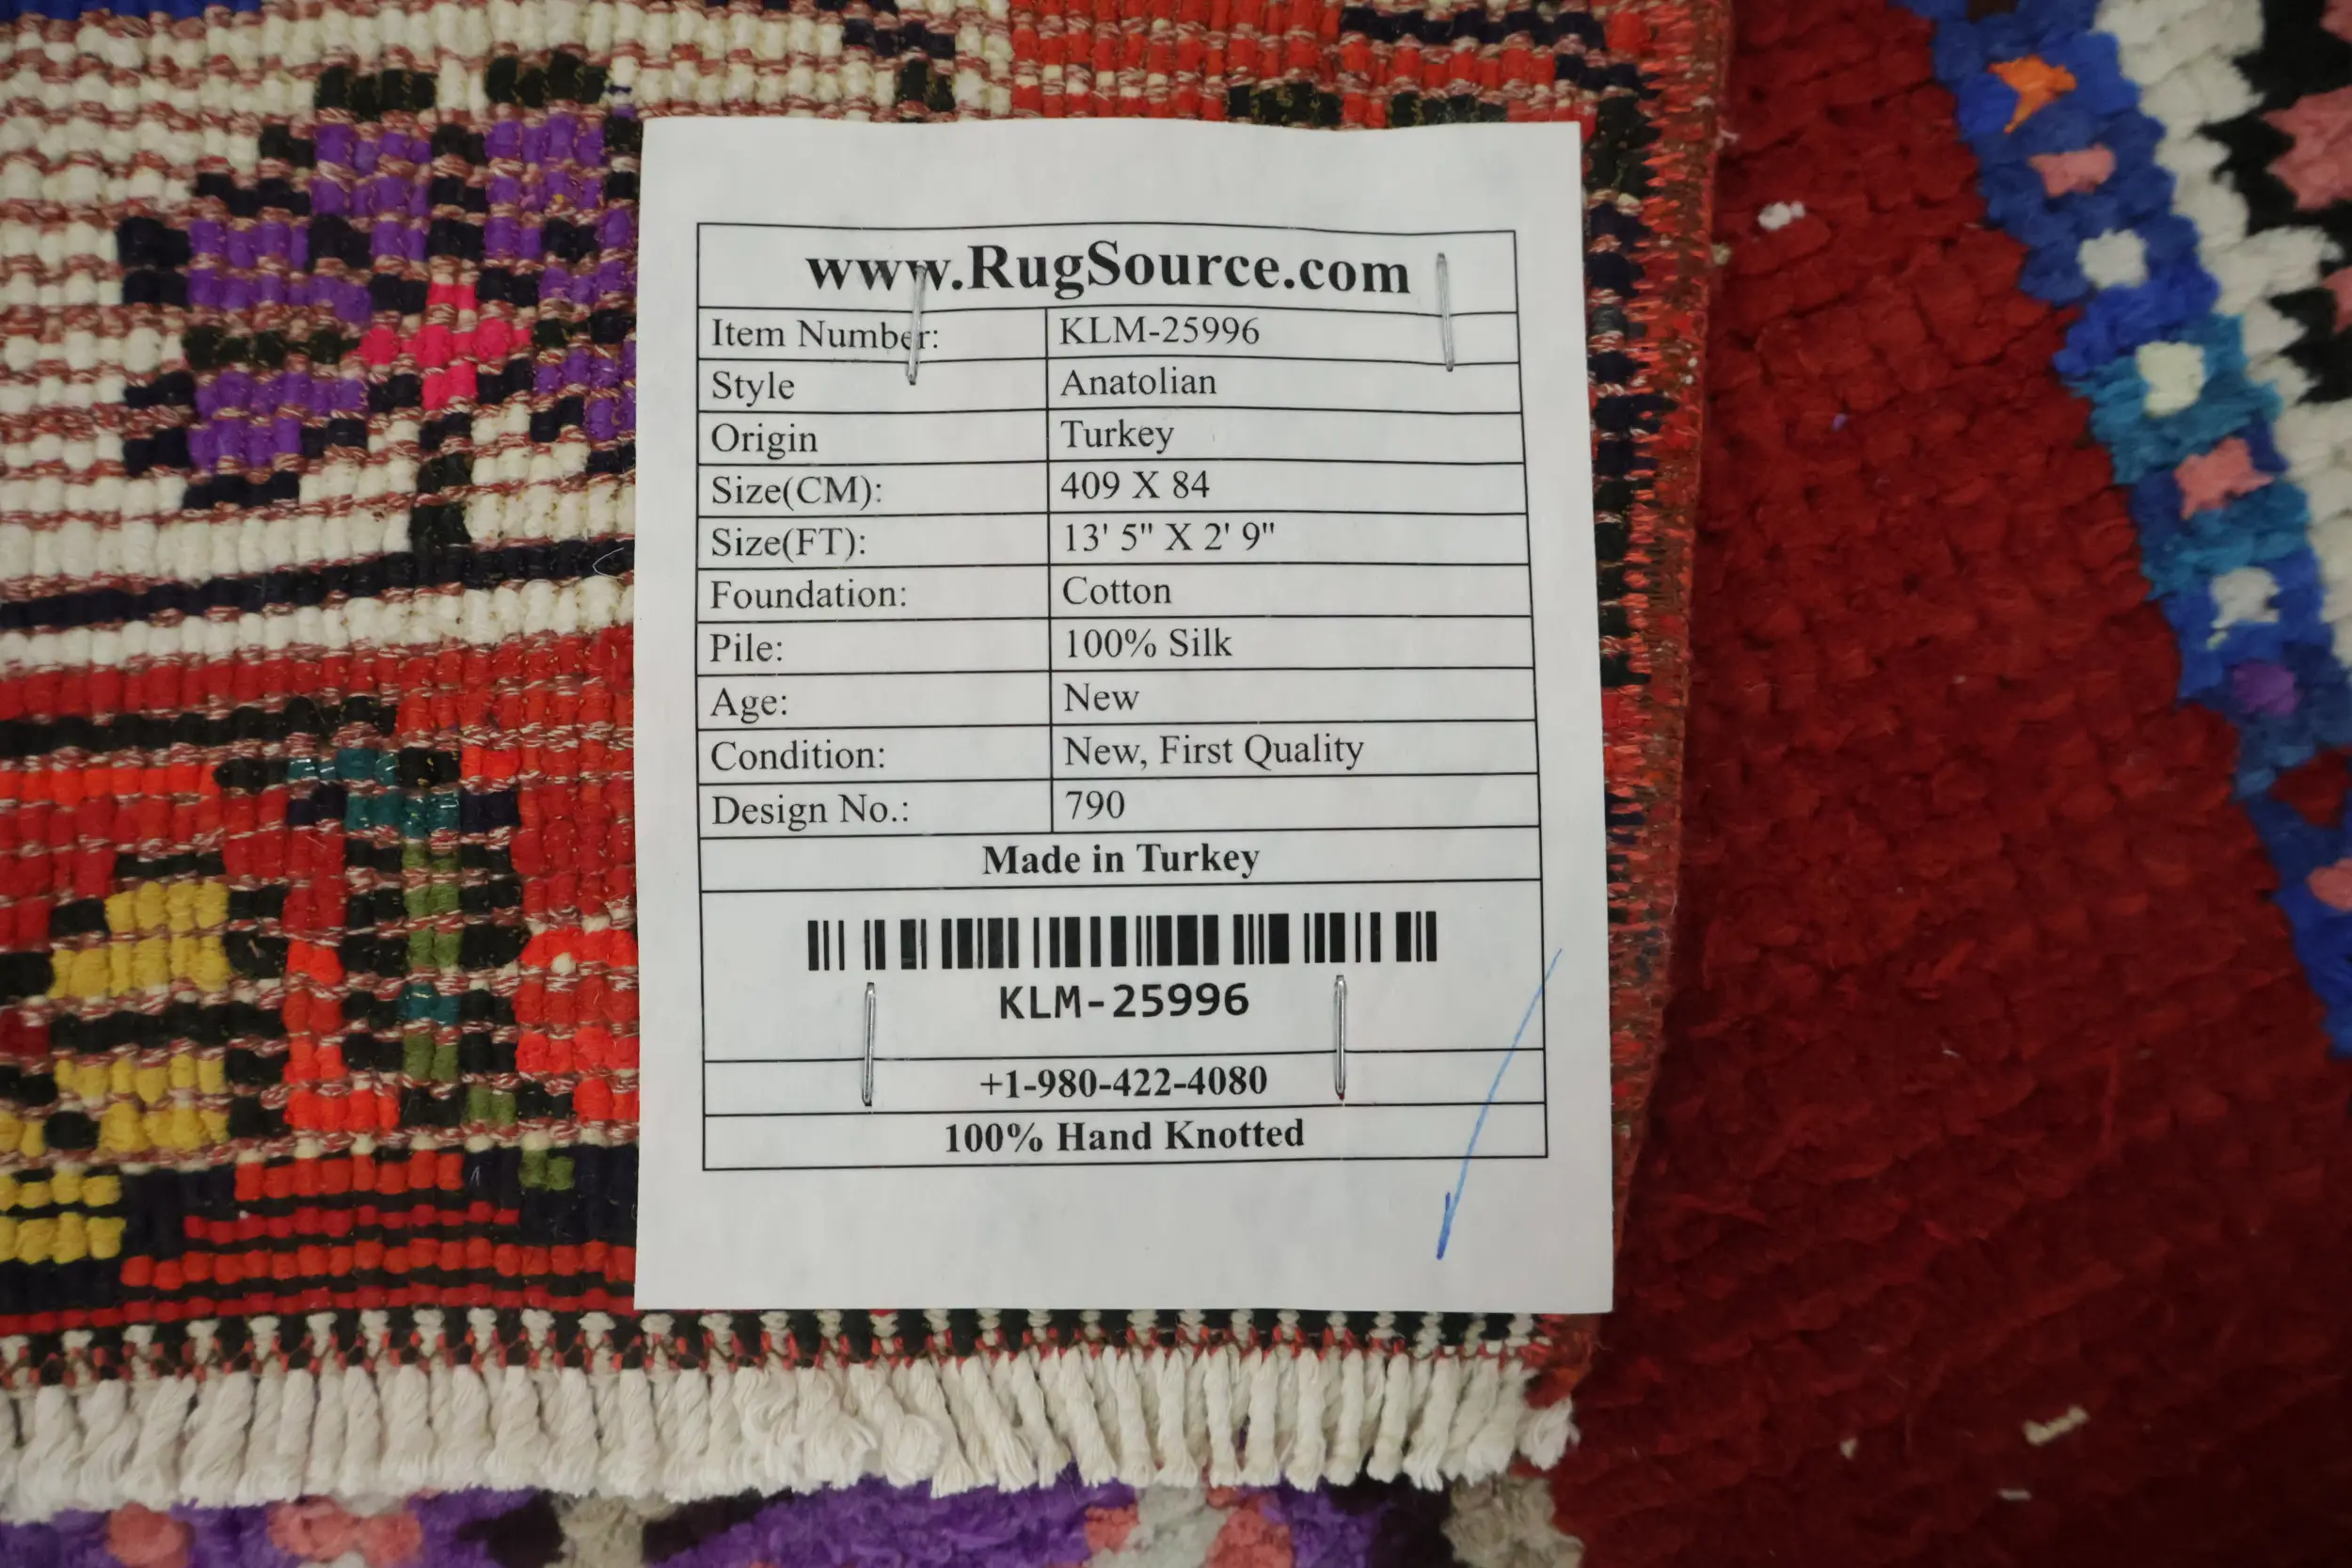 www.RugSource.com
Item Number: KLM-25996
Style Anatolian
Origin Turkey
Size(CM): 409 X 84
Size(FT): 13' 5" X 2' 9"
Foundation: Cotton
Pile: 100% Silk
Age: New
Condition: New, First Quality
Design No.: 790
Made in Turkey
KLM-25996
+1-980-422-4080
100% Hand Knotted